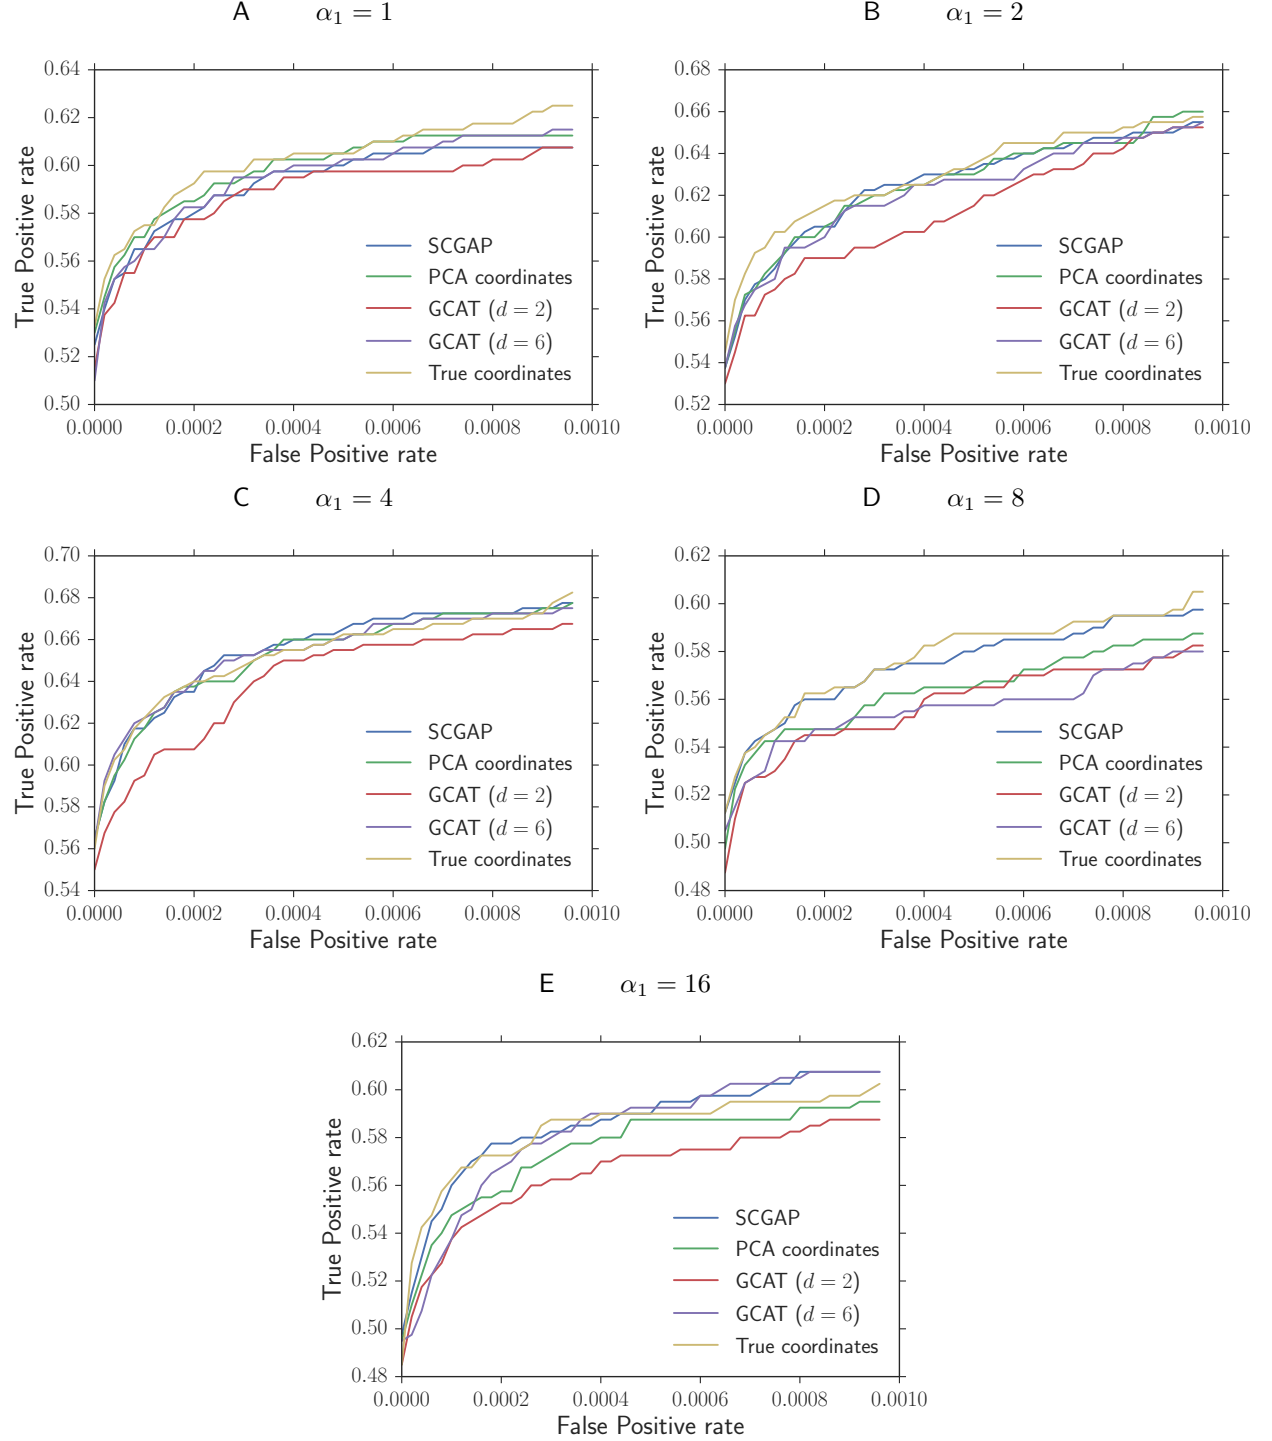 A α₁ = 1
True Positive rate
0.64
0.62
0.60
0.58
0.56
0.54
0.52
0.50
SCGAP
PCA coordinates
GCAT (d = 2)
GCAT (d = 6)
True coordinates
0.0000 0.0002 0.0004 0.0006 0.0008 0.0010
False Positive rate
B α₁ = 2
True Positive rate
0.68
0.66
0.64
0.62
0.60
0.58
0.56
0.54
0.52
SCGAP
PCA coordinates
GCAT (d = 2)
GCAT (d = 6)
True coordinates
0.0000 0.0002 0.0004 0.0006 0.0008 0.0010
False Positive rate
C α₁ = 4
True Positive rate
0.70
0.68
0.66
0.64
0.62
0.60
0.58
0.56
0.54
SCGAP
PCA coordinates
GCAT (d = 2)
GCAT (d = 6)
True coordinates
0.0000 0.0002 0.0004 0.0006 0.0008 0.0010
False Positive rate
D α₁ = 8
True Positive rate
0.62
0.60
0.58
0.56
0.54
0.52
0.50
0.48
SCGAP
PCA coordinates
GCAT (d = 2)
GCAT (d = 6)
True coordinates
0.0000 0.0002 0.0004 0.0006 0.0008 0.0010
False Positive rate
E α₁ = 16
True Positive rate
0.62
0.60
0.58
0.56
0.54
0.52
0.50
0.48
SCGAP
PCA coordinates
GCAT (d = 2)
GCAT (d = 6)
True coordinates
0.0000 0.0002 0.0004 0.0006 0.0008 0.0010
False Positive rate